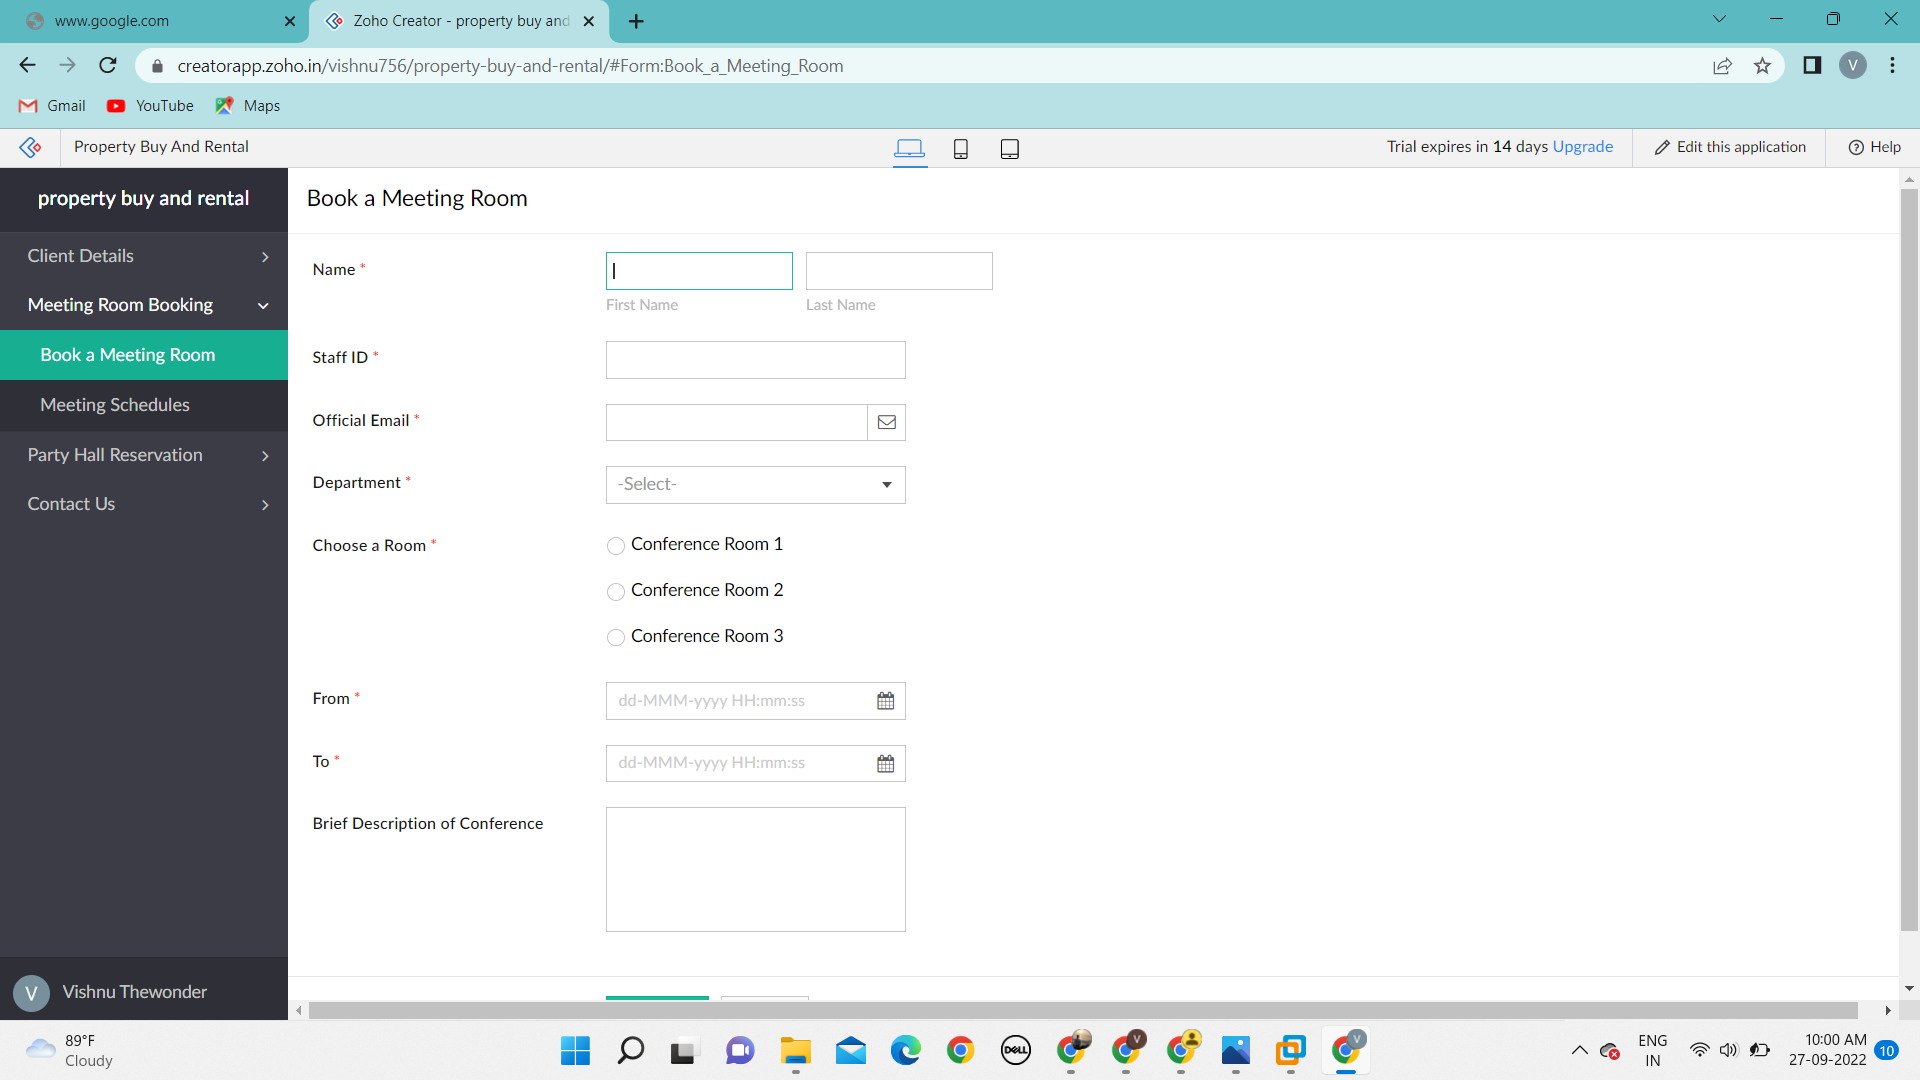 www.google.com
Zoho Creator - property buy and
creatorapp.zoho.in/vishnu756/property-buy-and-rental/#Form:Book_a_Meeting_Room
V
Gmail
YouTube
Maps
Property Buy And Rental
Trial expires in 14 days Upgrade
Edit this application
Help
property buy and rental
Client Details
Meeting Room Booking
Book a Meeting Room
Meeting Schedules
Party Hall Reservation
Contact Us
V
Vishnu Thewonder
Book a Meeting Room
Name *
First Name
Last Name
Staff ID *
Official Email *
Department *
-Select-
Choose a Room *
Conference Room 1
Conference Room 2
Conference Room 3
From *
dd-MMM-yyyy HH:mm:ss
To *
dd-MMM-yyyy HH:mm:ss
Brief Description of Conference
89°F
Cloudy
DELL
V
V
ENG
IN
10:00 AM
27-09-2022
10